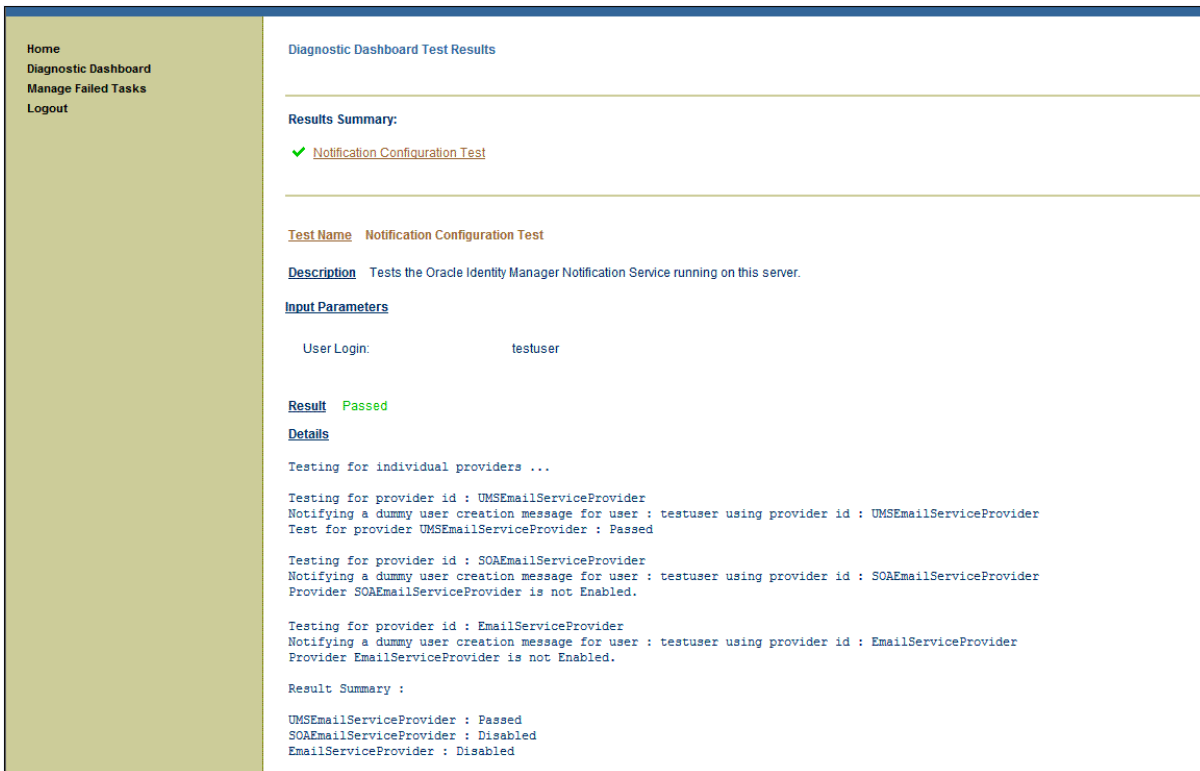 Home
Diagnostic Dashboard
Manage Failed Tasks
Logout
Diagnostic Dashboard Test Results
Results Summary:
Notification Configuration Test
Test Name Notification Configuration Test
Description Tests the Oracle Identity Manager Notification Service running on this server.
Input Parameters
User Login: testuser
Result Passed
Details
Testing for individual providers ...
Testing for provider id : UMSEmailServiceProvider
Notifying a dummy user creation message for user : testuser using provider id : UMSEmailServiceProvider
Test for provider UMSEmailServiceProvider : Passed
Testing for provider id : SOAEmailServiceProvider
Notifying a dummy user creation message for user : testuser using provider id : SOAEmailServiceProvider
Provider SOAEmailServiceProvider is not Enabled.
Testing for provider id : EmailServiceProvider
Notifying a dummy user creation message for user : testuser using provider id : EmailServiceProvider
Provider EmailServiceProvider is not Enabled.
Result Summary :
UMSEmailServiceProvider : Passed
SOAEmailServiceProvider : Disabled
EmailServiceProvider : Disabled